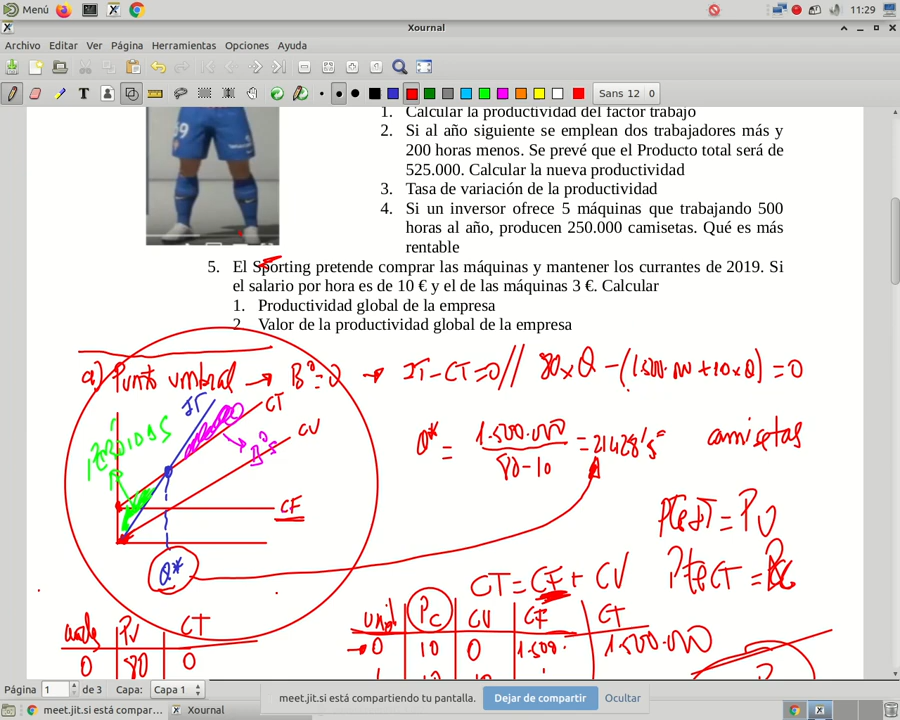 Menú
11:29
Xournal
Archivo Editar Ver Página Herramientas Opciones Ayuda
Sans 12 0
1. Calcular la productividad del factor trabajo
2. Si al año siguiente se emplean dos trabajadores más y
200 horas menos. Se prevé que el Producto total será de
525.000. Calcular la nueva productividad
3. Tasa de variación de la productividad
4. Si un inversor ofrece 5 máquinas que trabajando 500
horas al año, producen 250.000 camisetas. Qué es más
rentable
5. El Sporting pretende comprar las máquinas y mantener los currantes de 2019. Si
el salario por hora es de 10 € y el de las máquinas 3 €. Calcular
1. Productividad global de la empresa
2. Valor de la productividad global de la empresa
a) Punto umbral → Bº=0 → IT-CT=0// 80xQ - (1.500.000 + 10xQ) = 0
IT CT CV
Q* = 1.500.000 / 80-10 = 21428's camisetas
Bºs
CF
Q*
CT = CF + CV
unds Pv CT
0 80 0
unid Pc CV CF CT
→0 10 0 1.500. 1.500.000
Página 1 de 3 Capa: Capa 1
meet.jit.si está compartiendo tu pantalla. Dejar de compartir Ocultar
meet.jit.si está compar... Xournal